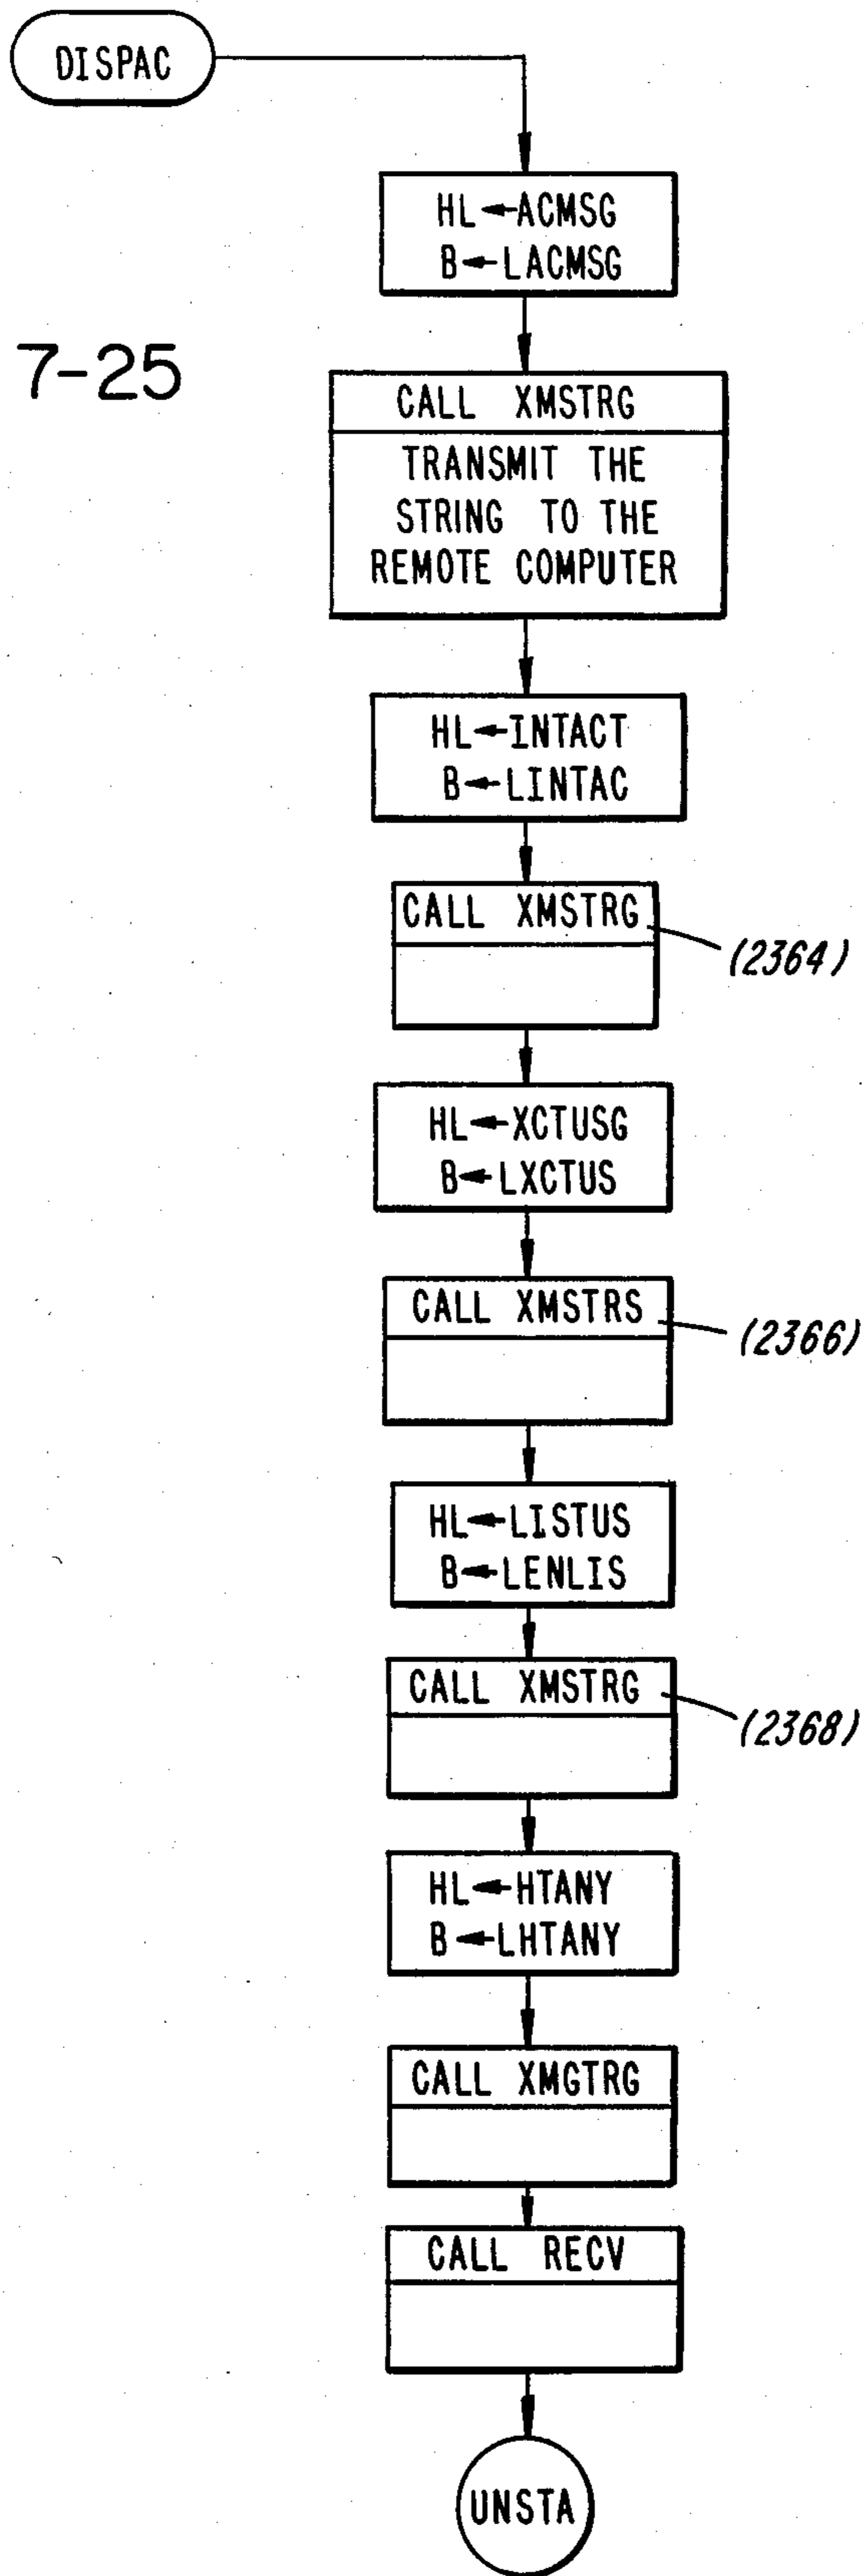 DISPAC
HL←ACMSG
B←LACMSG
7-25
CALL XMSTRG
TRANSMIT THE
STRING TO THE
REMOTE COMPUTER
HL←INTACT
B←LINTAC
CALL XMSTRG
(2364)
HL←XCTUSG
B←LXCTUS
CALL XMSTRS
(2366)
HL←LISTUS
B←LENLIS
CALL XMSTRG
(2368)
HL←HTANY
B←LHTANY
CALL XMGTRG
CALL RECV
UNSTA